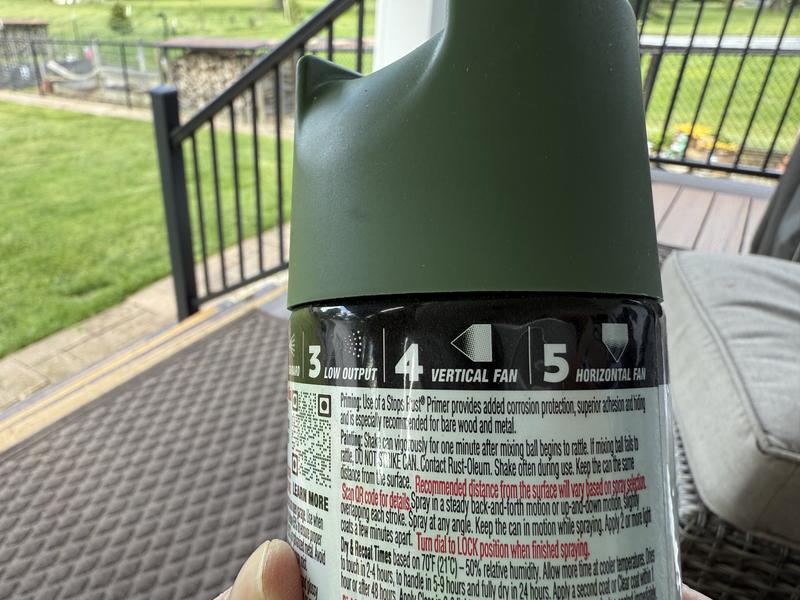 3 LOW OUTPUT 4 VERTICAL FAN 5 HORIZONTAL FAN
Priming: Use of a Stops Rust® Primer provides added corrosion protection, superior adhesion and hiding
and is especially recommended for bare wood and metal.
Painting: Shake can vigorously for one minute after mixing ball begins to rattle. If mixing ball fails to
rattle, DO NOT STRIKE CAN. Contact Rust-Oleum. Shake often during use. Keep the can the same
distance from the surface. Recommended distance from the surface will vary based on spray selection.
Scan QR code for details. Spray in a steady back-and-forth motion or up-and-down motion, slightly
LEARN MORE
overlapping each stroke. Spray at any angle. Keep the can in motion while spraying. Apply 2 or more light
coats a few minutes apart. Turn dial to LOCK position when finished spraying.
Dry & Recoat Times based on 70°F (21°C) – 50% relative humidity. Allow more time at cooler temperatures. Dries
to touch in 2-4 hours, to handle in 5-9 hours and fully dry in 24 hours. Apply a second coat or Clear coat within 1
hour or after 48 hours.